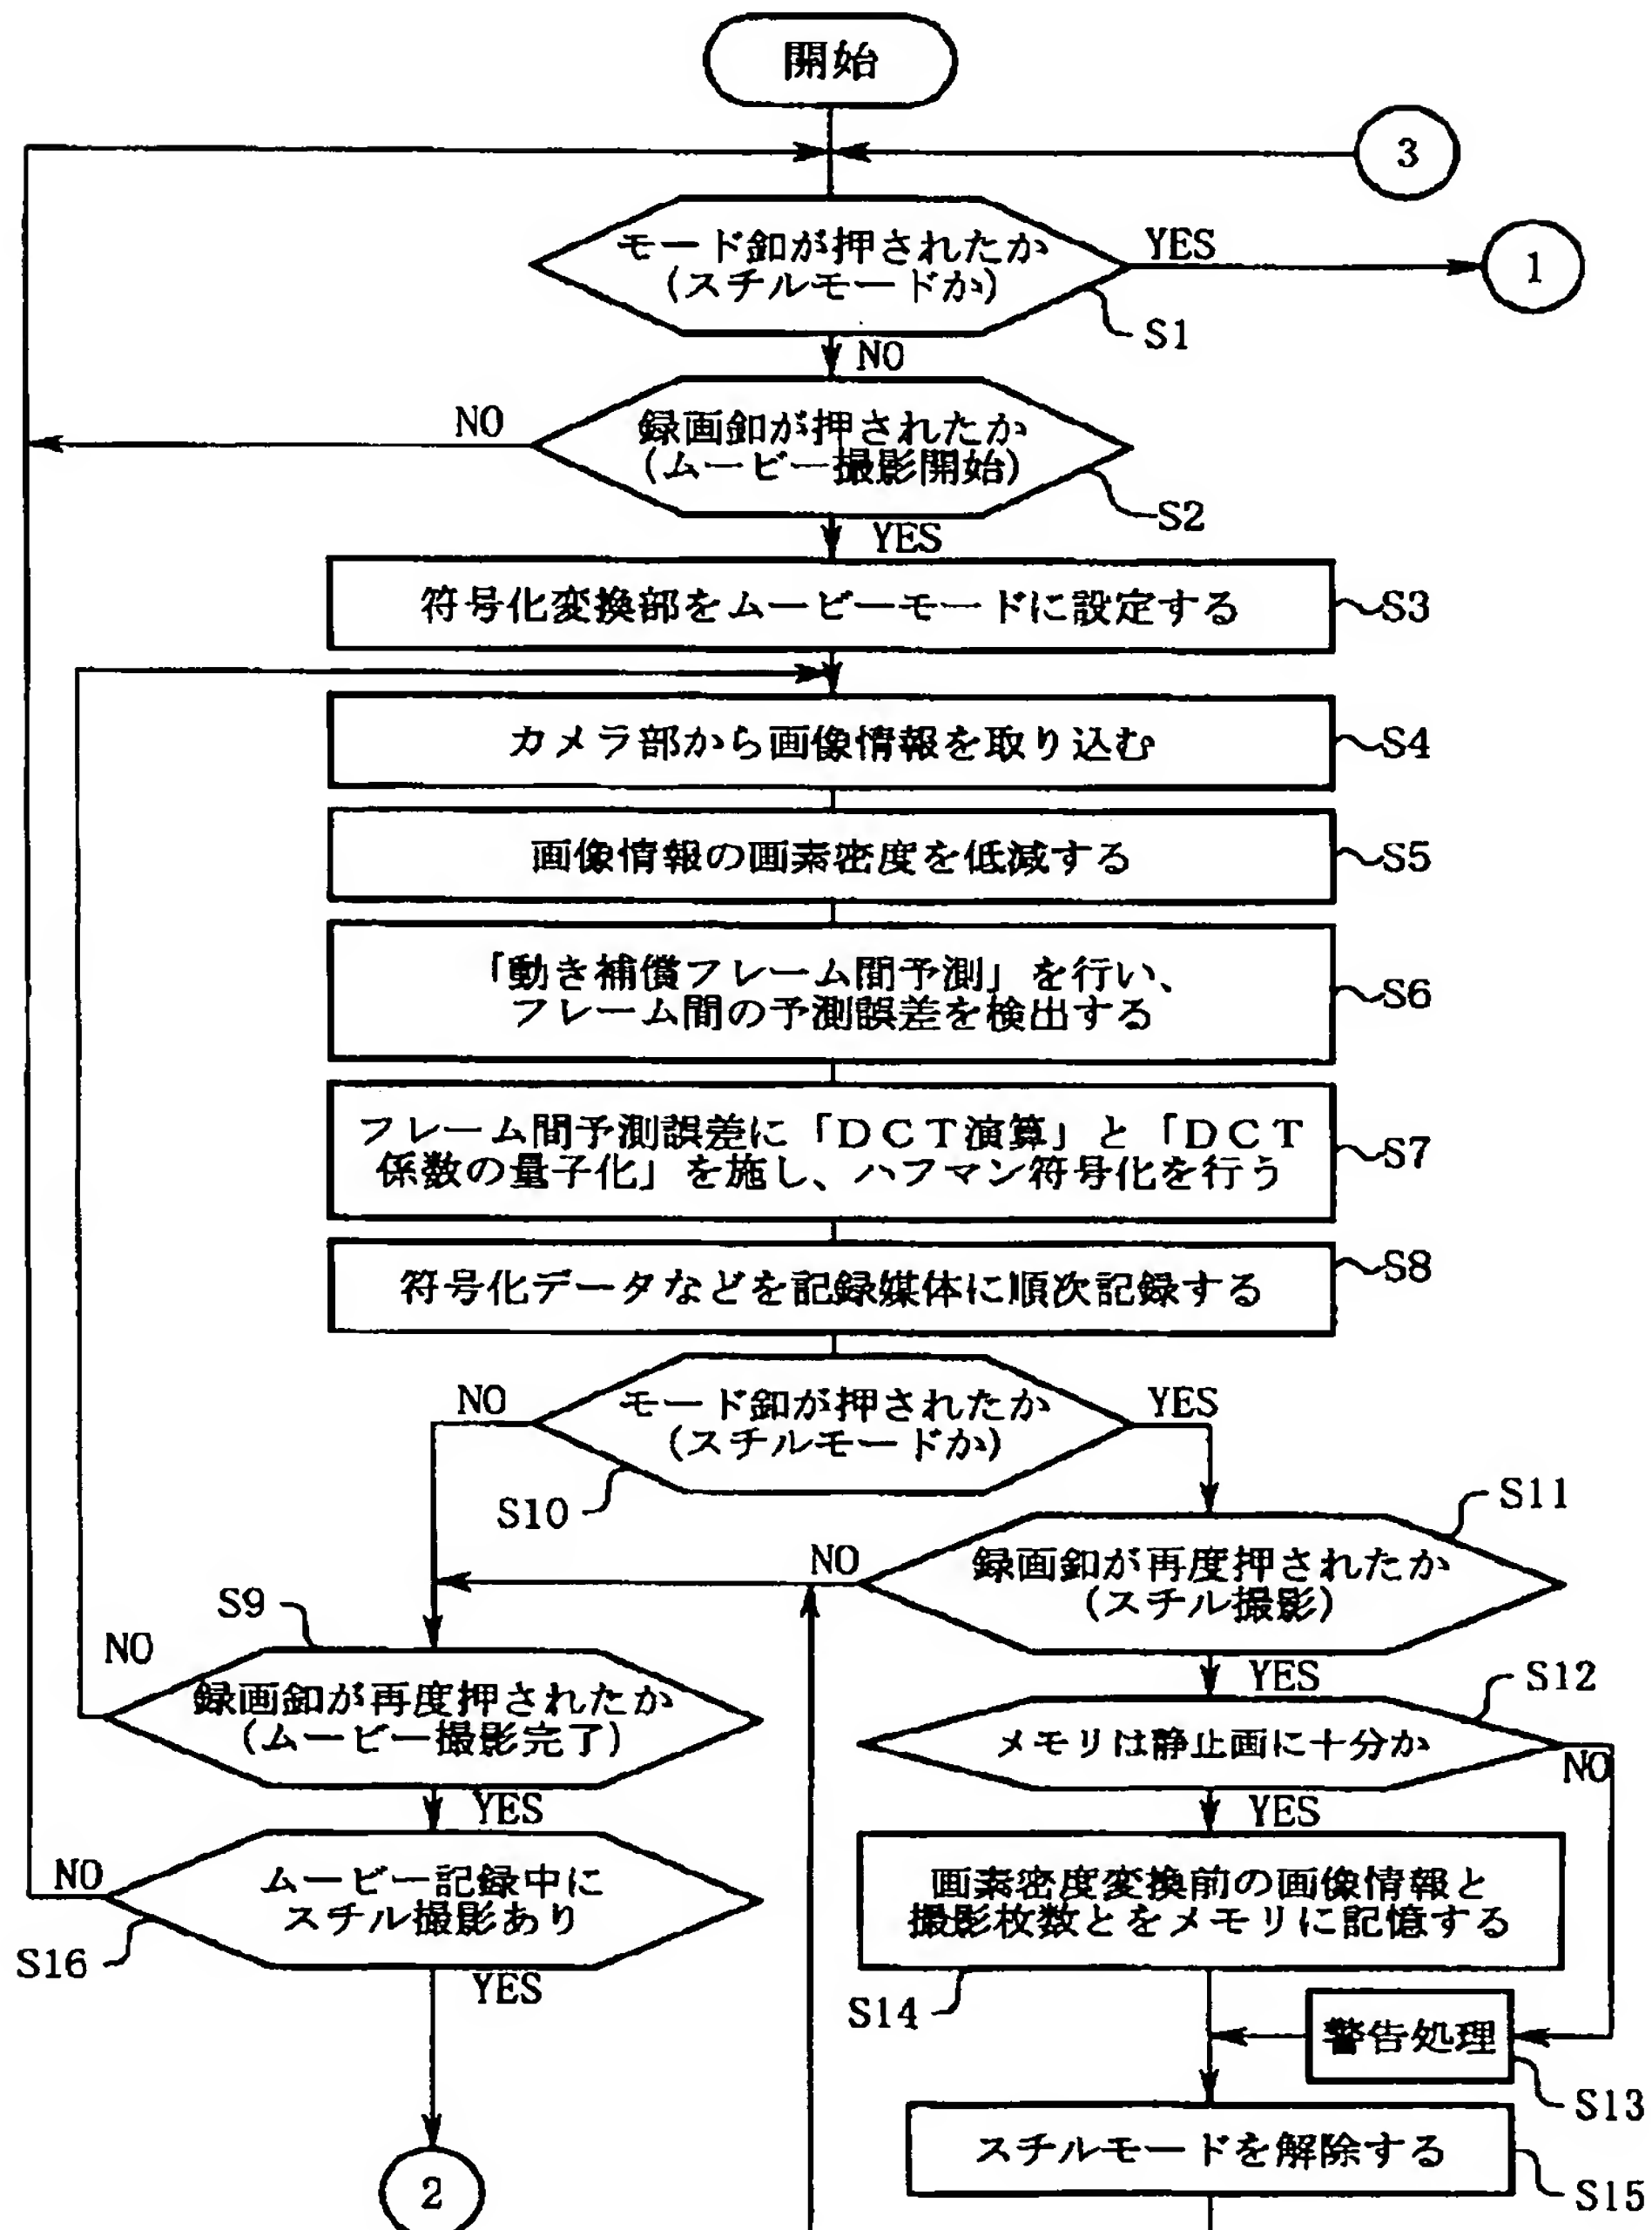 開始
3
モード釦が押されたか
(スチルモードか)
YES
1
S1
NO
録画釦が押されたか
(ムービー撮影開始)
NO
S2
YES
符号化変換部をムービーモードに設定する
S3
カメラ部から画像情報を取り込む
S4
画像情報の画素密度を低減する
S5
「動き補償フレーム間予測」を行い、
フレーム間の予測誤差を検出する
S6
フレーム間予測誤差に「DCT演算」と「DCT
係数の量子化」を施し、ハフマン符号化を行う
S7
符号化データなどを記録媒体に順次記録する
S8
モード釦が押されたか
(スチルモードか)
NO
YES
S10
S11
録画釦が再度押されたか
(スチル撮影)
NO
YES
S9
NO
録画釦が再度押されたか
(ムービー撮影完了)
YES
S12
メモリは静止画に十分か
NO
YES
ムービー記録中に
スチル撮影あり
NO
S16
YES
画素密度変換前の画像情報と
撮影枚数とをメモリに記憶する
S14
警告処理
S13
スチルモードを解除する
S15
2